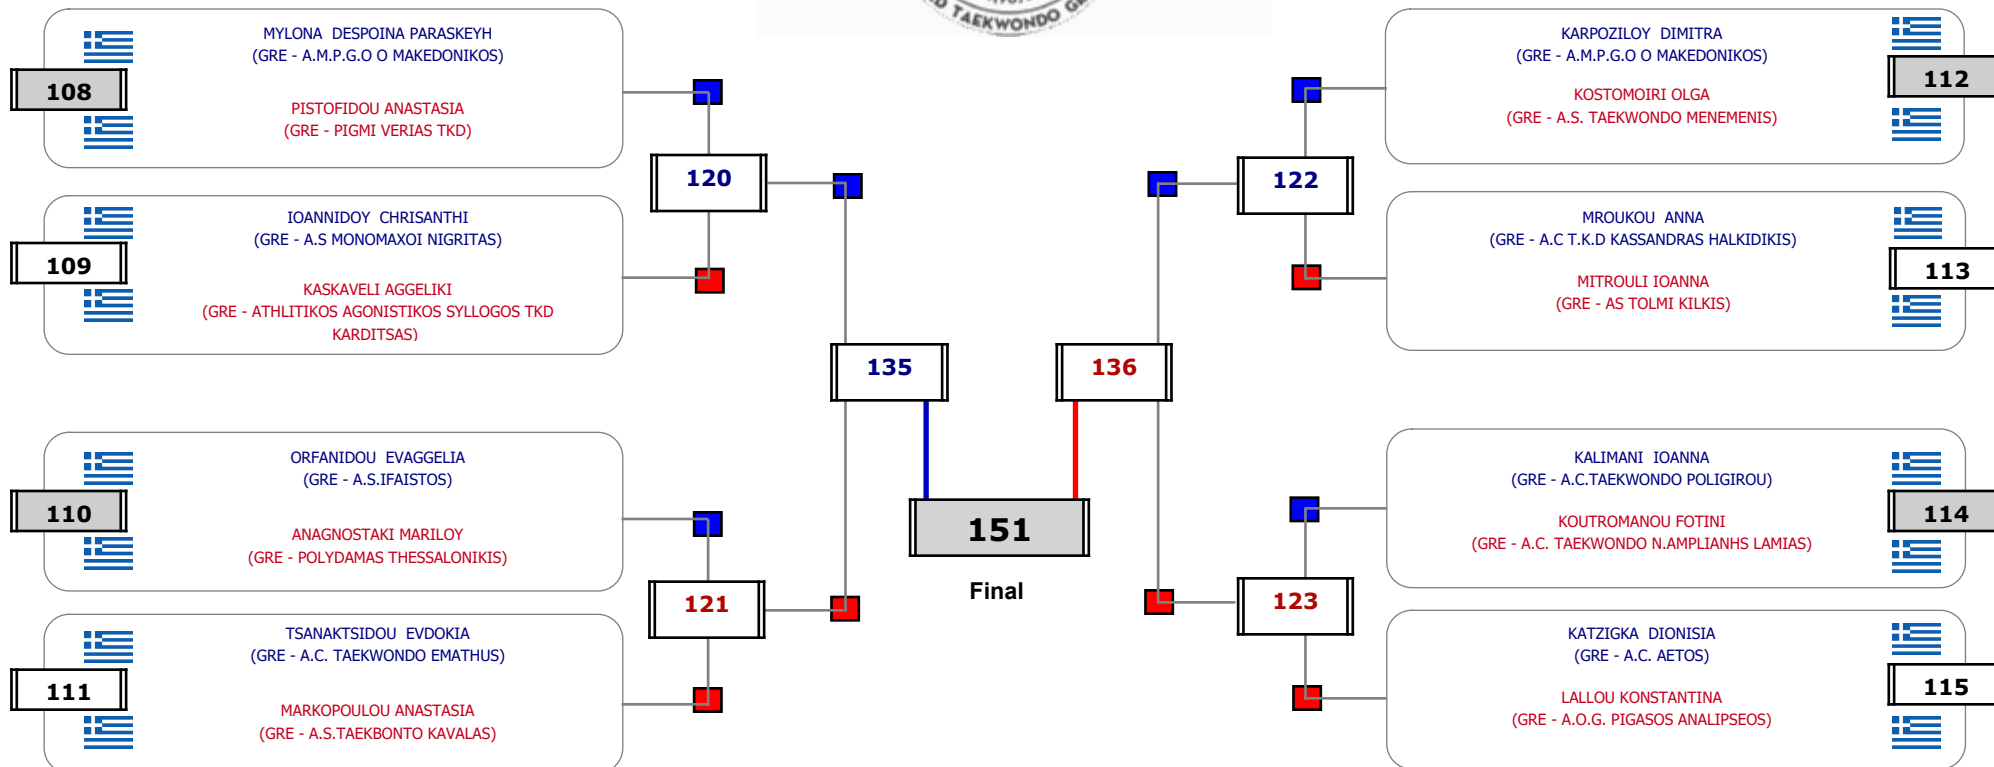 TAEKWONDO
108
MYLONA DESPOINA PARASKEYH
(GRE - A.M.P.G.O O MAKEDONIKOS)
PISTOFIDOU ANASTASIA
(GRE - PIGMI VERIAS TKD)
109
IOANNIDOY CHRISANTHI
(GRE - A.S MONOMAXOI NIGRITAS)
KASKAVELI AGGELIKI
(GRE - ATHLITIKOS AGONISTIKOS SYLLOGOS TKD
KARDITSAS)
110
ORFANIDOU EVAGGELIA
(GRE - A.S.IFAISTOS)
ANAGNOSTAKI MARILOY
(GRE - POLYDAMAS THESSALONIKIS)
111
TSANAKTSIDOU EVDOKIA
(GRE - A.C. TAEKWONDO EMATHUS)
MARKOPOULOU ANASTASIA
(GRE - A.S.TAEKBONTO KAVALAS)
120
121
135
136
151
Final
122
123
KARPOZILOY DIMITRA
(GRE - A.M.P.G.O O MAKEDONIKOS)
KOSTOMOIRI OLGA
(GRE - A.S. TAEKWONDO MENEMENIS)
112
MROUKOU ANNA
(GRE - A.C T.K.D KASSANDRAS HALKIDIKIS)
MITROULI IOANNA
(GRE - AS TOLMI KILKIS)
113
KALIMANI IOANNA
(GRE - A.C.TAEKWONDO POLIGIROU)
KOUTROMANOU FOTINI
(GRE - A.C. TAEKWONDO N.AMPLIANHS LAMIAS)
114
KATZIGKA DIONISIA
(GRE - A.C. AETOS)
LALLOU KONSTANTINA
(GRE - A.O.G. PIGASOS ANALIPSEOS)
115